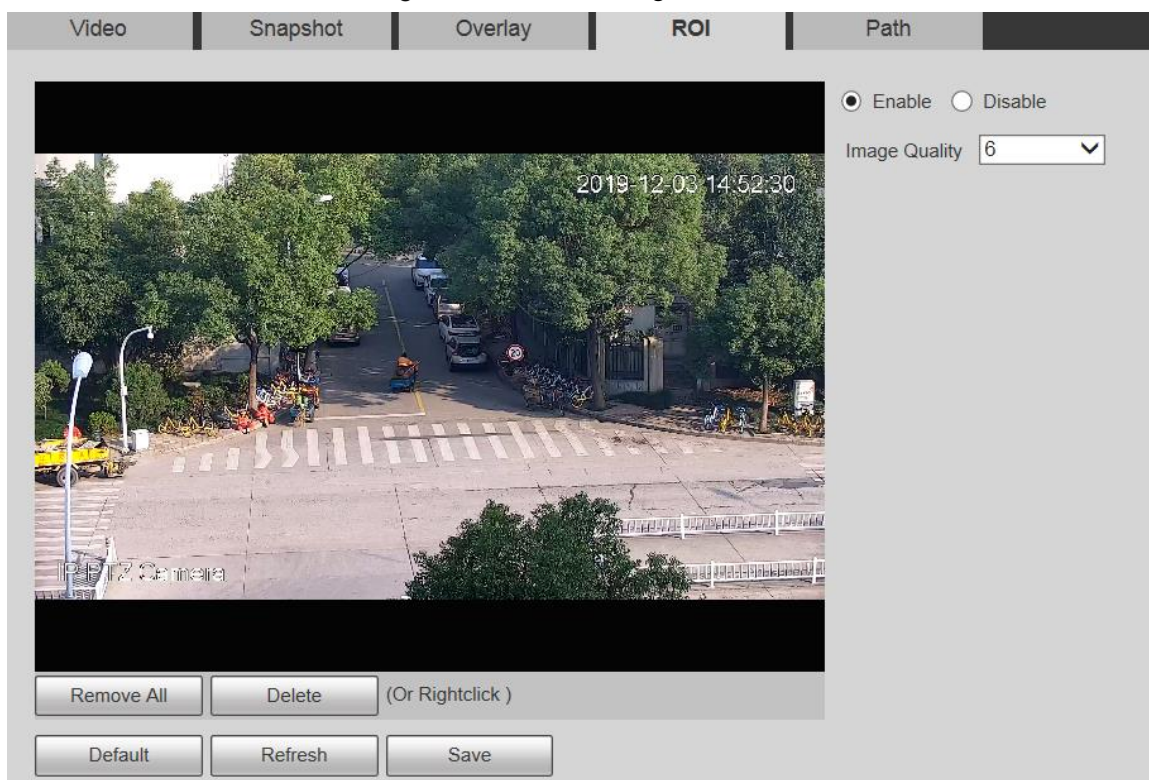 Video Snapshot Overlay ROI Path
Enable Disable
Image Quality 6
2019-12-03 14:52:30
20
IP PTZ Camera
Remove All Delete (Or Rightclick )
Default Refresh Save